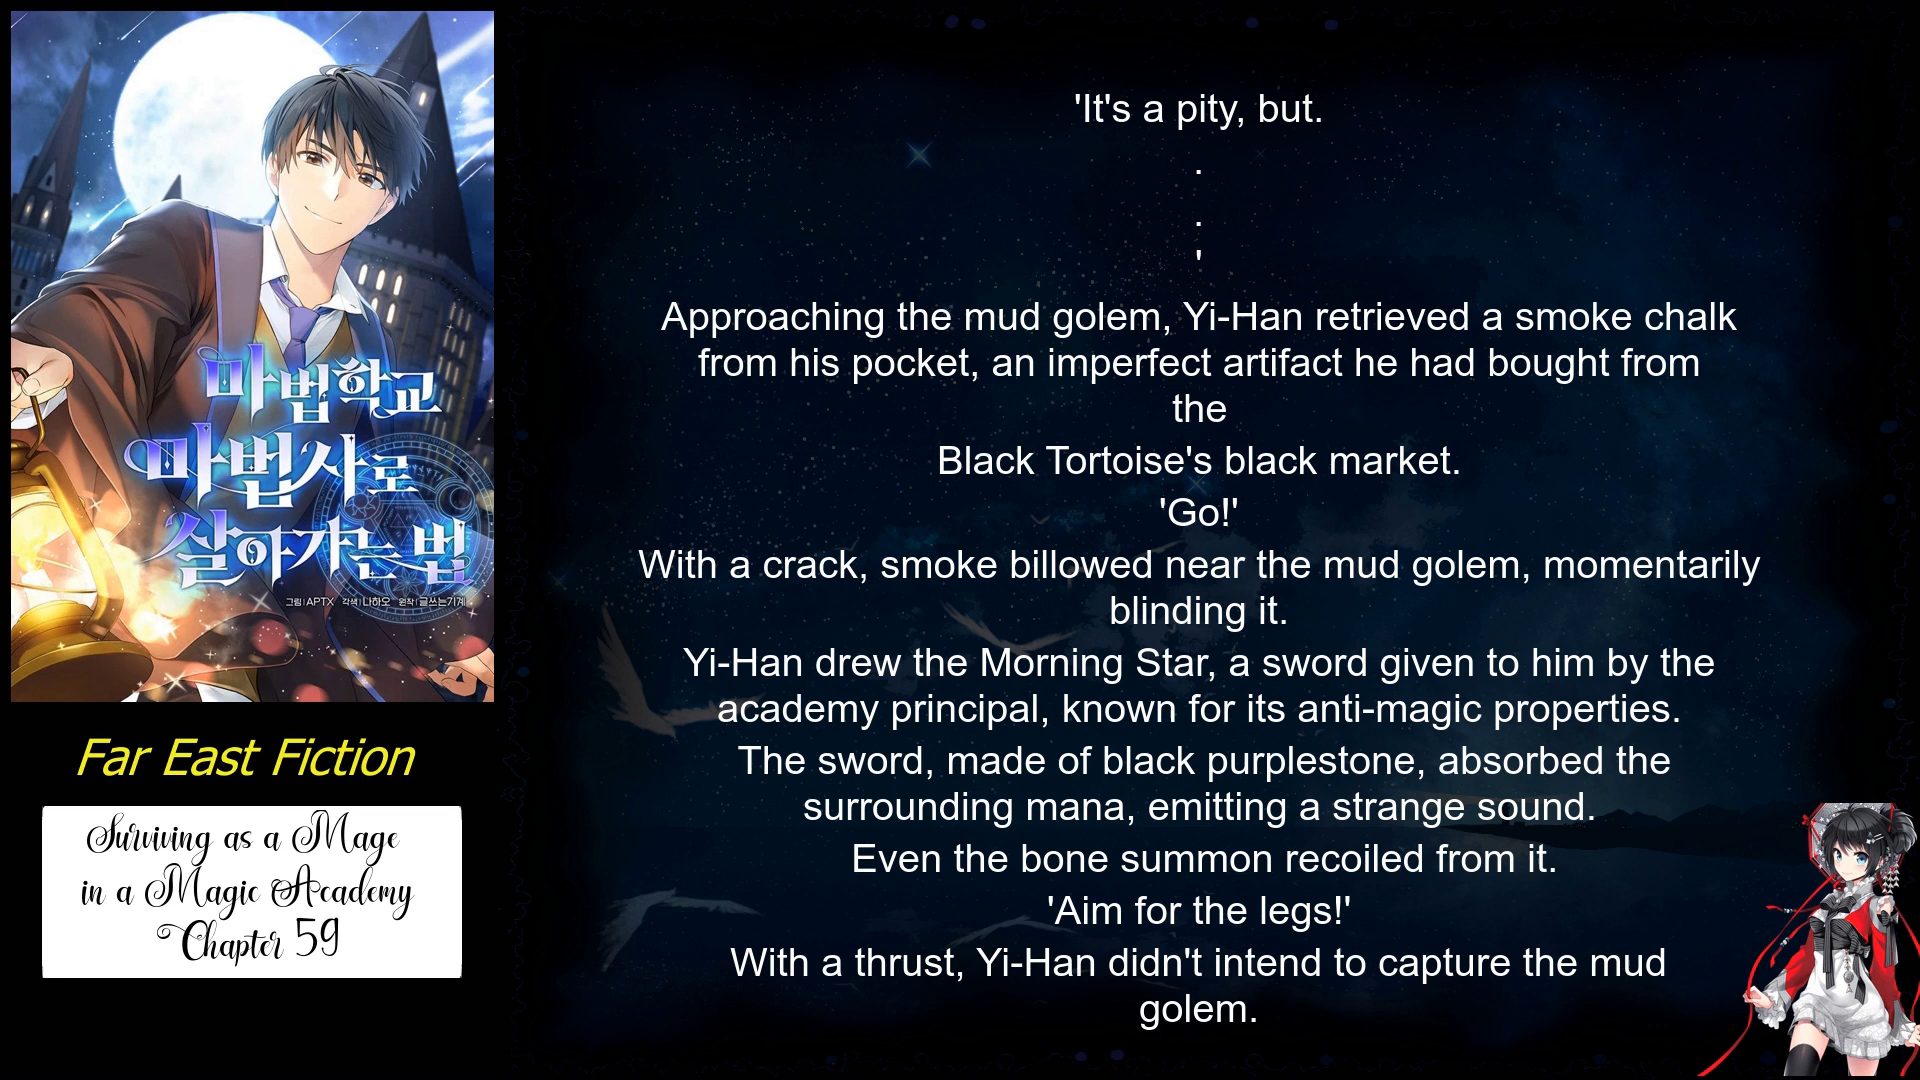 마법학교
마법사로
살아가는 법
그림 | APTX 각색 | 나하오 원작 | 글쓰는기계
Far East Fiction
Surviving as a Mage
in a Magic Academy
Chapter 59
'It's a pity, but.
.
.
'
Approaching the mud golem, Yi-Han retrieved a smoke chalk
from his pocket, an imperfect artifact he had bought from
the
Black Tortoise's black market.
'Go!'
With a crack, smoke billowed near the mud golem, momentarily
blinding it.
Yi-Han drew the Morning Star, a sword given to him by the
academy principal, known for its anti-magic properties.
The sword, made of black purplestone, absorbed the
surrounding mana, emitting a strange sound.
Even the bone summon recoiled from it.
'Aim for the legs!'
With a thrust, Yi-Han didn't intend to capture the mud
golem.